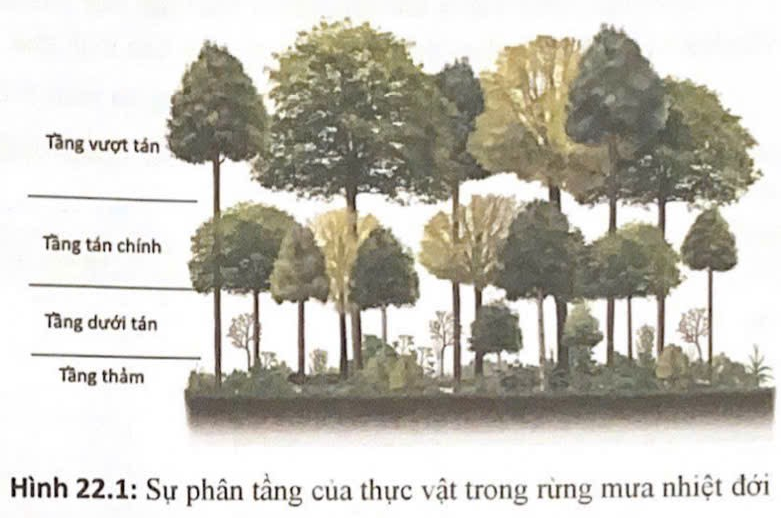 Tầng vượt tán
Tầng tán chính
Tầng dưới tán
Tầng thảm
Hình 22.1: Sự phân tầng của thực vật trong rừng mưa nhiệt đới